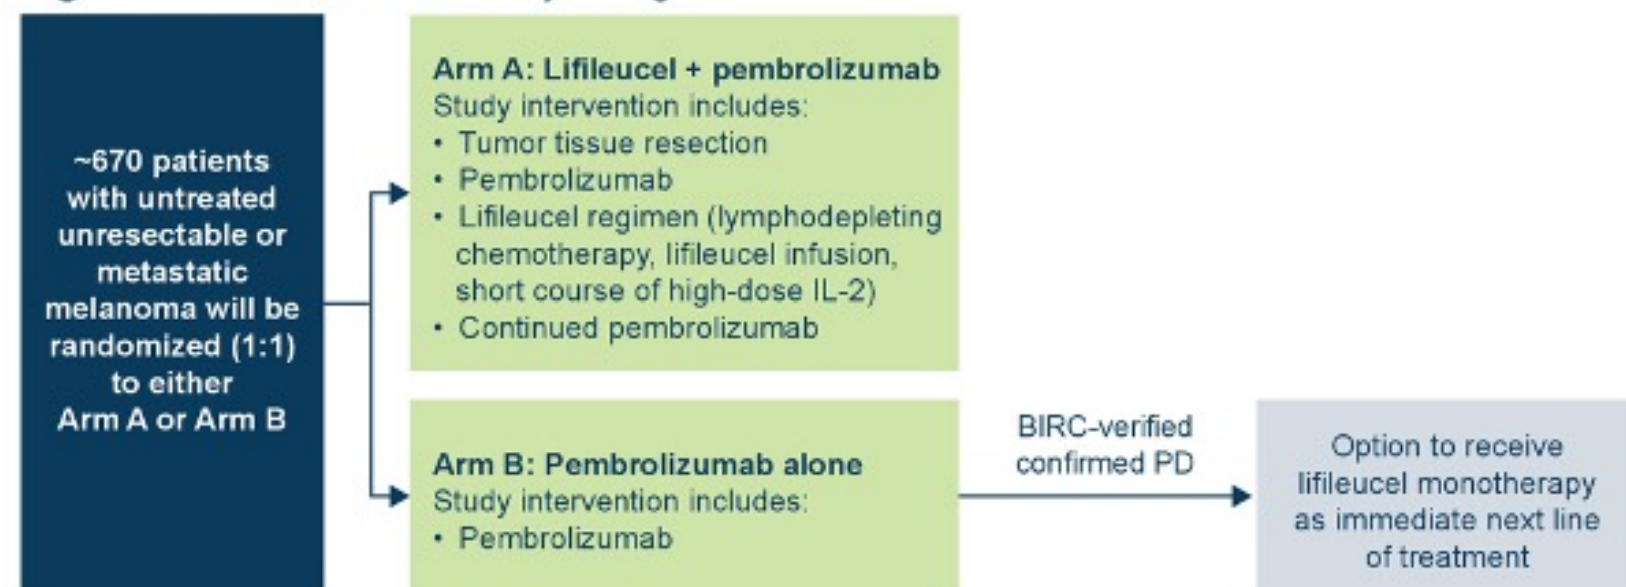 ~670 patients
with untreated
unresectable or
metastatic
melanoma will be
randomized (1:1)
to either
Arm A or Arm B
Arm A: Lifileucel + pembrolizumab
Study intervention includes:
• Tumor tissue resection
• Pembrolizumab
• Lifileucel regimen (lymphodepleting
chemotherapy, lifileucel infusion,
short course of high-dose IL-2)
• Continued pembrolizumab
Arm B: Pembrolizumab alone
Study intervention includes:
• Pembrolizumab
BIRC-verified
confirmed PD
Option to receive
lifileucel monotherapy
as immediate next line
of treatment